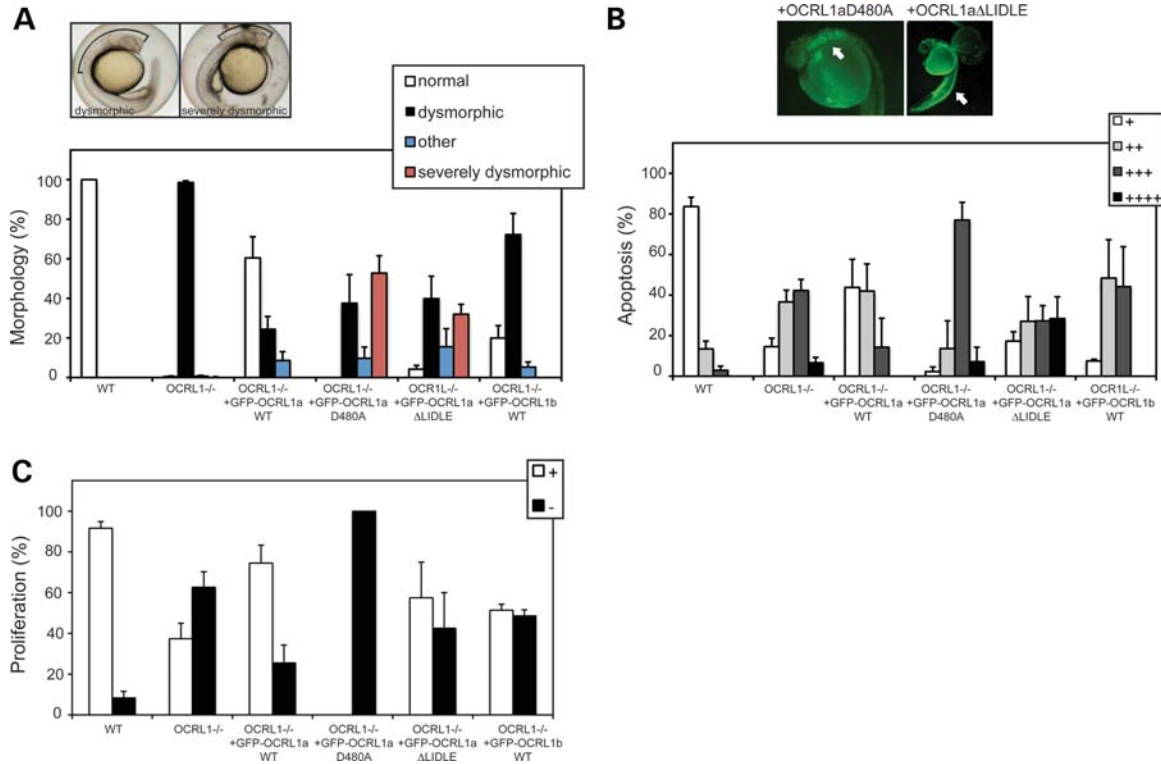 A
dysmorphic
severely dysmorphic
normal
dysmorphic
other
severely dysmorphic
Morphology (%)
100
80
60
40
20
0
WT
OCRL1-/-
OCRL1-/-
+GFP-OCRL1a
WT
OCRL1-/-
+GFP-OCRL1a
D480A
OCR1L-/-
+GFP-OCRL1a
ΔLIDLE
OCRL1-/-
+GFP-OCRL1b
WT
B
+OCRL1aD480A
+OCRL1aΔLIDLE
+
++
+++
++++
Apoptosis (%)
100
80
60
40
20
0
WT
OCRL1-/-
OCRL1-/-
+GFP-OCRL1a
WT
OCRL1-/-
+GFP-OCRL1a
D480A
OCRL1-/-
+GFP-OCRL1a
ΔLIDLE
OCR1L-/-
+GFP-OCRL1b
WT
C
+
-
Proliferation (%)
100
80
60
40
20
0
WT
OCRL1-/-
OCRL1-/-
+GFP-OCRL1a
WT
OCRL1-/-
+GFP-OCRL1a
D480A
OCRL1-/-
+GFP-OCRL1a
ΔLIDLE
OCRL1-/-
+GFP-OCRL1b
WT